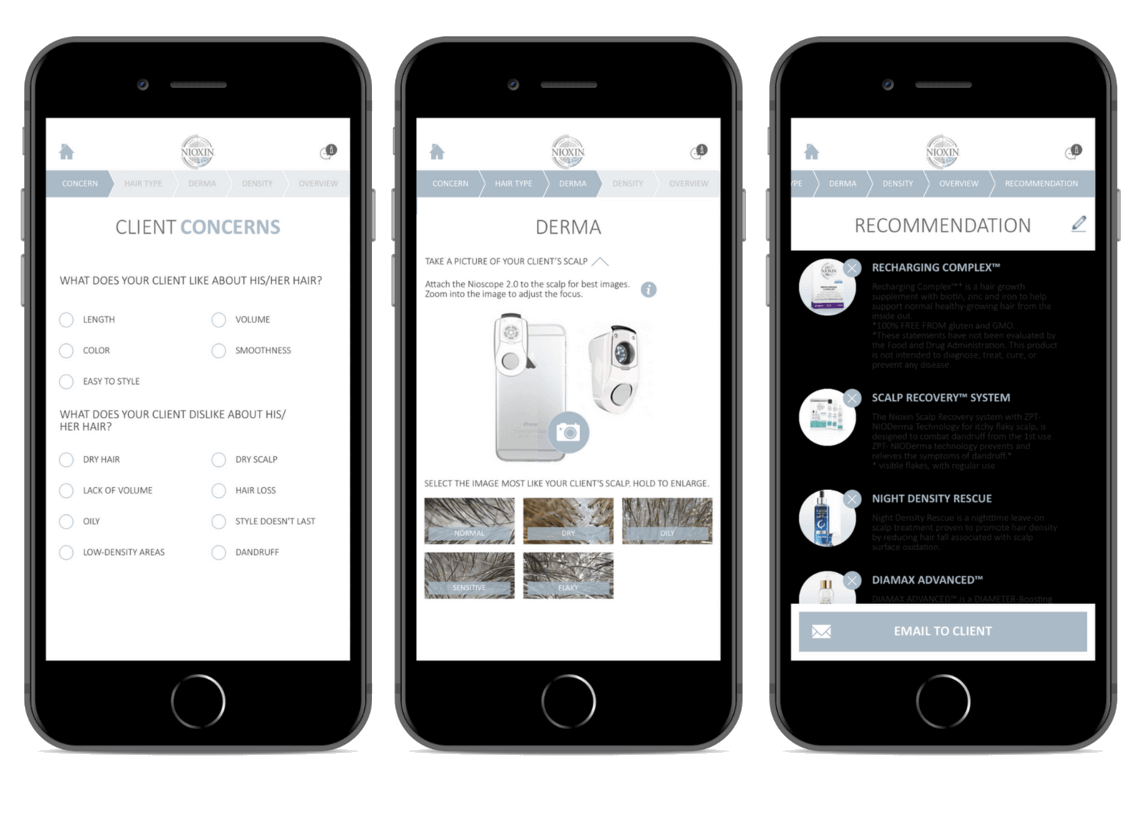 NIOXIN
CONCERN
HAIR TYPE
DERMA
DENSITY
OVERVIEW
CLIENT CONCERNS
WHAT DOES YOUR CLIENT LIKE ABOUT HIS/HER HAIR?
LENGTH
VOLUME
COLOR
SMOOTHNESS
EASY TO STYLE
WHAT DOES YOUR CLIENT DISLIKE ABOUT HIS/
HER HAIR?
DRY HAIR
DRY SCALP
LACK OF VOLUME
HAIR LOSS
OILY
STYLE DOESN'T LAST
LOW-DENSITY AREAS
DANDRUFF
NIOXIN
CONCERN
HAIR TYPE
DERMA
DENSITY
OVERVIEW
DERMA
TAKE A PICTURE OF YOUR CLIENT'S SCALP
Attach the Nioscope 2.0 to the scalp for best images.
Zoom into the image to adjust the focus.
i
iPhone
SELECT THE IMAGE MOST LIKE YOUR CLIENT'S SCALP. HOLD TO ENLARGE.
NORMAL
DRY
OILY
SENSITIVE
FLAKY
NIOXIN
YPE
DERMA
DENSITY
OVERVIEW
RECOMMENDATION
RECOMMENDATION
RECHARGING COMPLEX™
Recharging Complex™* is a hair growth
supplement with biotin, zinc and iron to help
support normal healthy-growing hair from the
inside out.
*100% FREE FROM gluten and GMO.
*These statements have not been evaluated by
the Food and Drug Administration. This product
is not intended to diagnose, treat, cure, or
prevent any disease
SCALP RECOVERY™ SYSTEM
The Nioxin Scalp Recovery system with ZPT-
NIODerma Technology for itchy flaky scalp, is
designed to combat dandruff from the 1st use.
ZPT- NIODerma technology prevents and
relieves the symptoms of dandruff.*
* visible flakes, with regular use
NIGHT DENSITY RESCUE
Night Density Rescue is a nighttime leave-on
scalp treatment proven to promote hair density
by reducing hair fall associated with scalp
surface oxidation.
DIAMAX ADVANCED™
DIAMAX ADVANCED™ is a DIAMETER-Boosting
EMAIL TO CLIENT